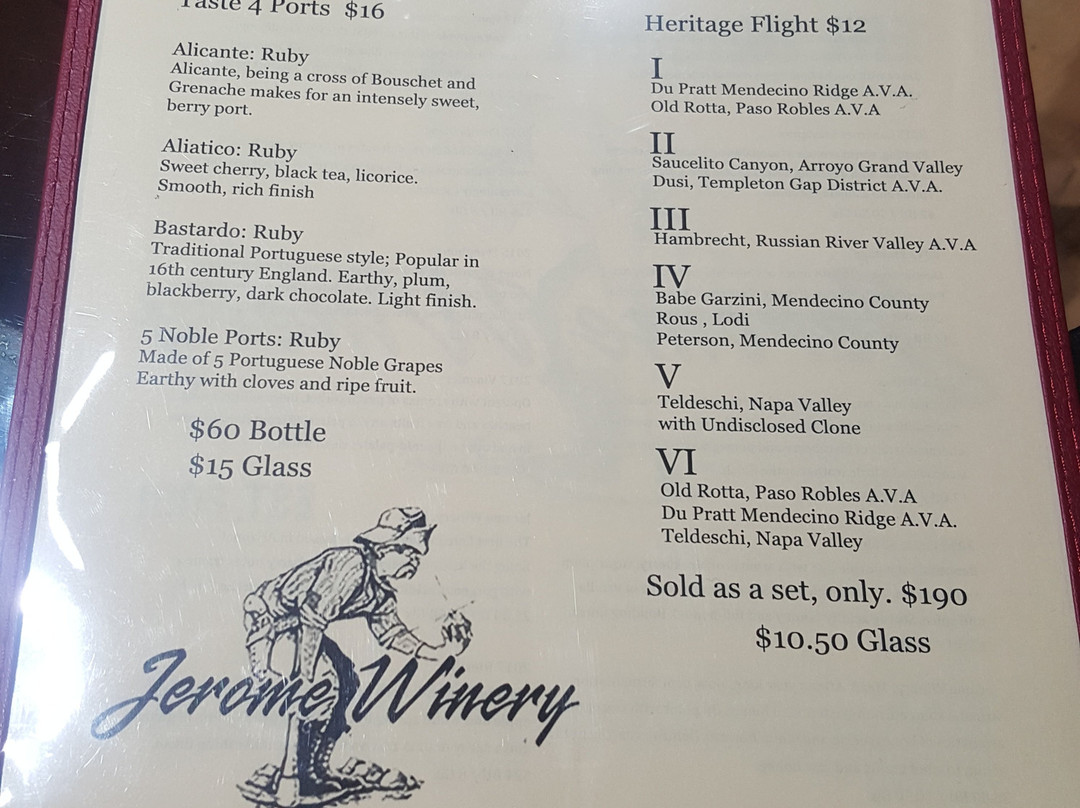 Taste 4 Ports $16
Alicante: Ruby
Alicante, being a cross of Bouschet and
Grenache makes for an intensely sweet,
berry port.
Aliatico: Ruby
Sweet cherry, black tea, licorice.
Smooth, rich finish
Bastardo: Ruby
Traditional Portuguese style; Popular in
16th century England. Earthy, plum,
blackberry, dark chocolate. Light finish.
5 Noble Ports: Ruby
Made of 5 Portuguese Noble Grapes
Earthy with cloves and ripe fruit.
$60 Bottle
$15 Glass
Jerome Winery
Heritage Flight $12
I
Du Pratt Mendecino Ridge A.V.A.
Old Rotta, Paso Robles A.V.A
II
Saucelito Canyon, Arroyo Grand Valley
Dusi, Templeton Gap District A.V.A.
III
Hambrecht, Russian River Valley A.V.A
IV
Babe Garzini, Mendecino County
Rous , Lodi
Peterson, Mendecino County
V
Teldeschi, Napa Valley
with Undisclosed Clone
VI
Old Rotta, Paso Robles A.V.A
Du Pratt Mendecino Ridge A.V.A.
Teldeschi, Napa Valley
Sold as a set, only. $190
$10.50 Glass